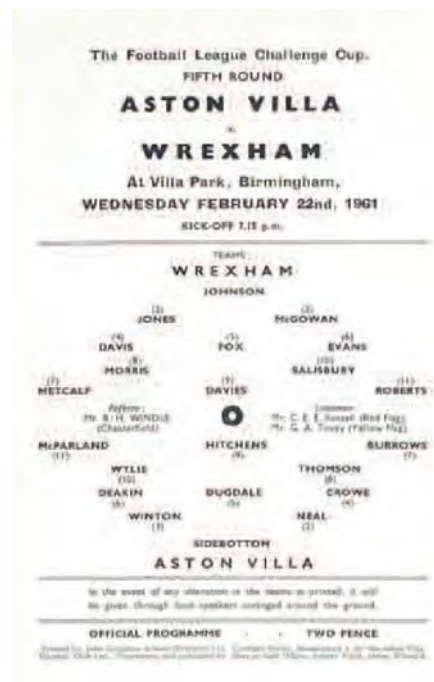 The Football League Challenge Cup.
FIFTH ROUND
ASTON VILLA
v.
WREXHAM
At Villa Park, Birmingham,
WEDNESDAY FEBRUARY 22nd, 1961
KICK-OFF 7.15 p.m.
TEAMS:
WREXHAM
JOHNSON
(2) (3)
JONES McGOWAN
(4) (5) (6)
DAVIS FOX EVANS
(8) (10)
MORRIS SALISBURY
(7) (9) (11)
METCALF DAVIES ROBERTS
Referee: Linesmen:
Mr. R. H. WINDLE Mr. C. E. E. Russell (Red Flag)
(Chesterfield) Mr. G. A. Tovey (Yellow Flag)
O
McPARLAND HITCHENS BURROWS
(11) (9) (7)
WYLIE THOMSON
(10) (8)
DEAKIN DUGDALE CROWE
(6) (5) (4)
WINTON NEAL
(3) (2)
SIDEBOTTOM
ASTON VILLA
In the event of any alteration in the teams as printed, it will
be given through loud speakers arranged around the ground.
OFFICIAL PROGRAMME - - TWO PENCE